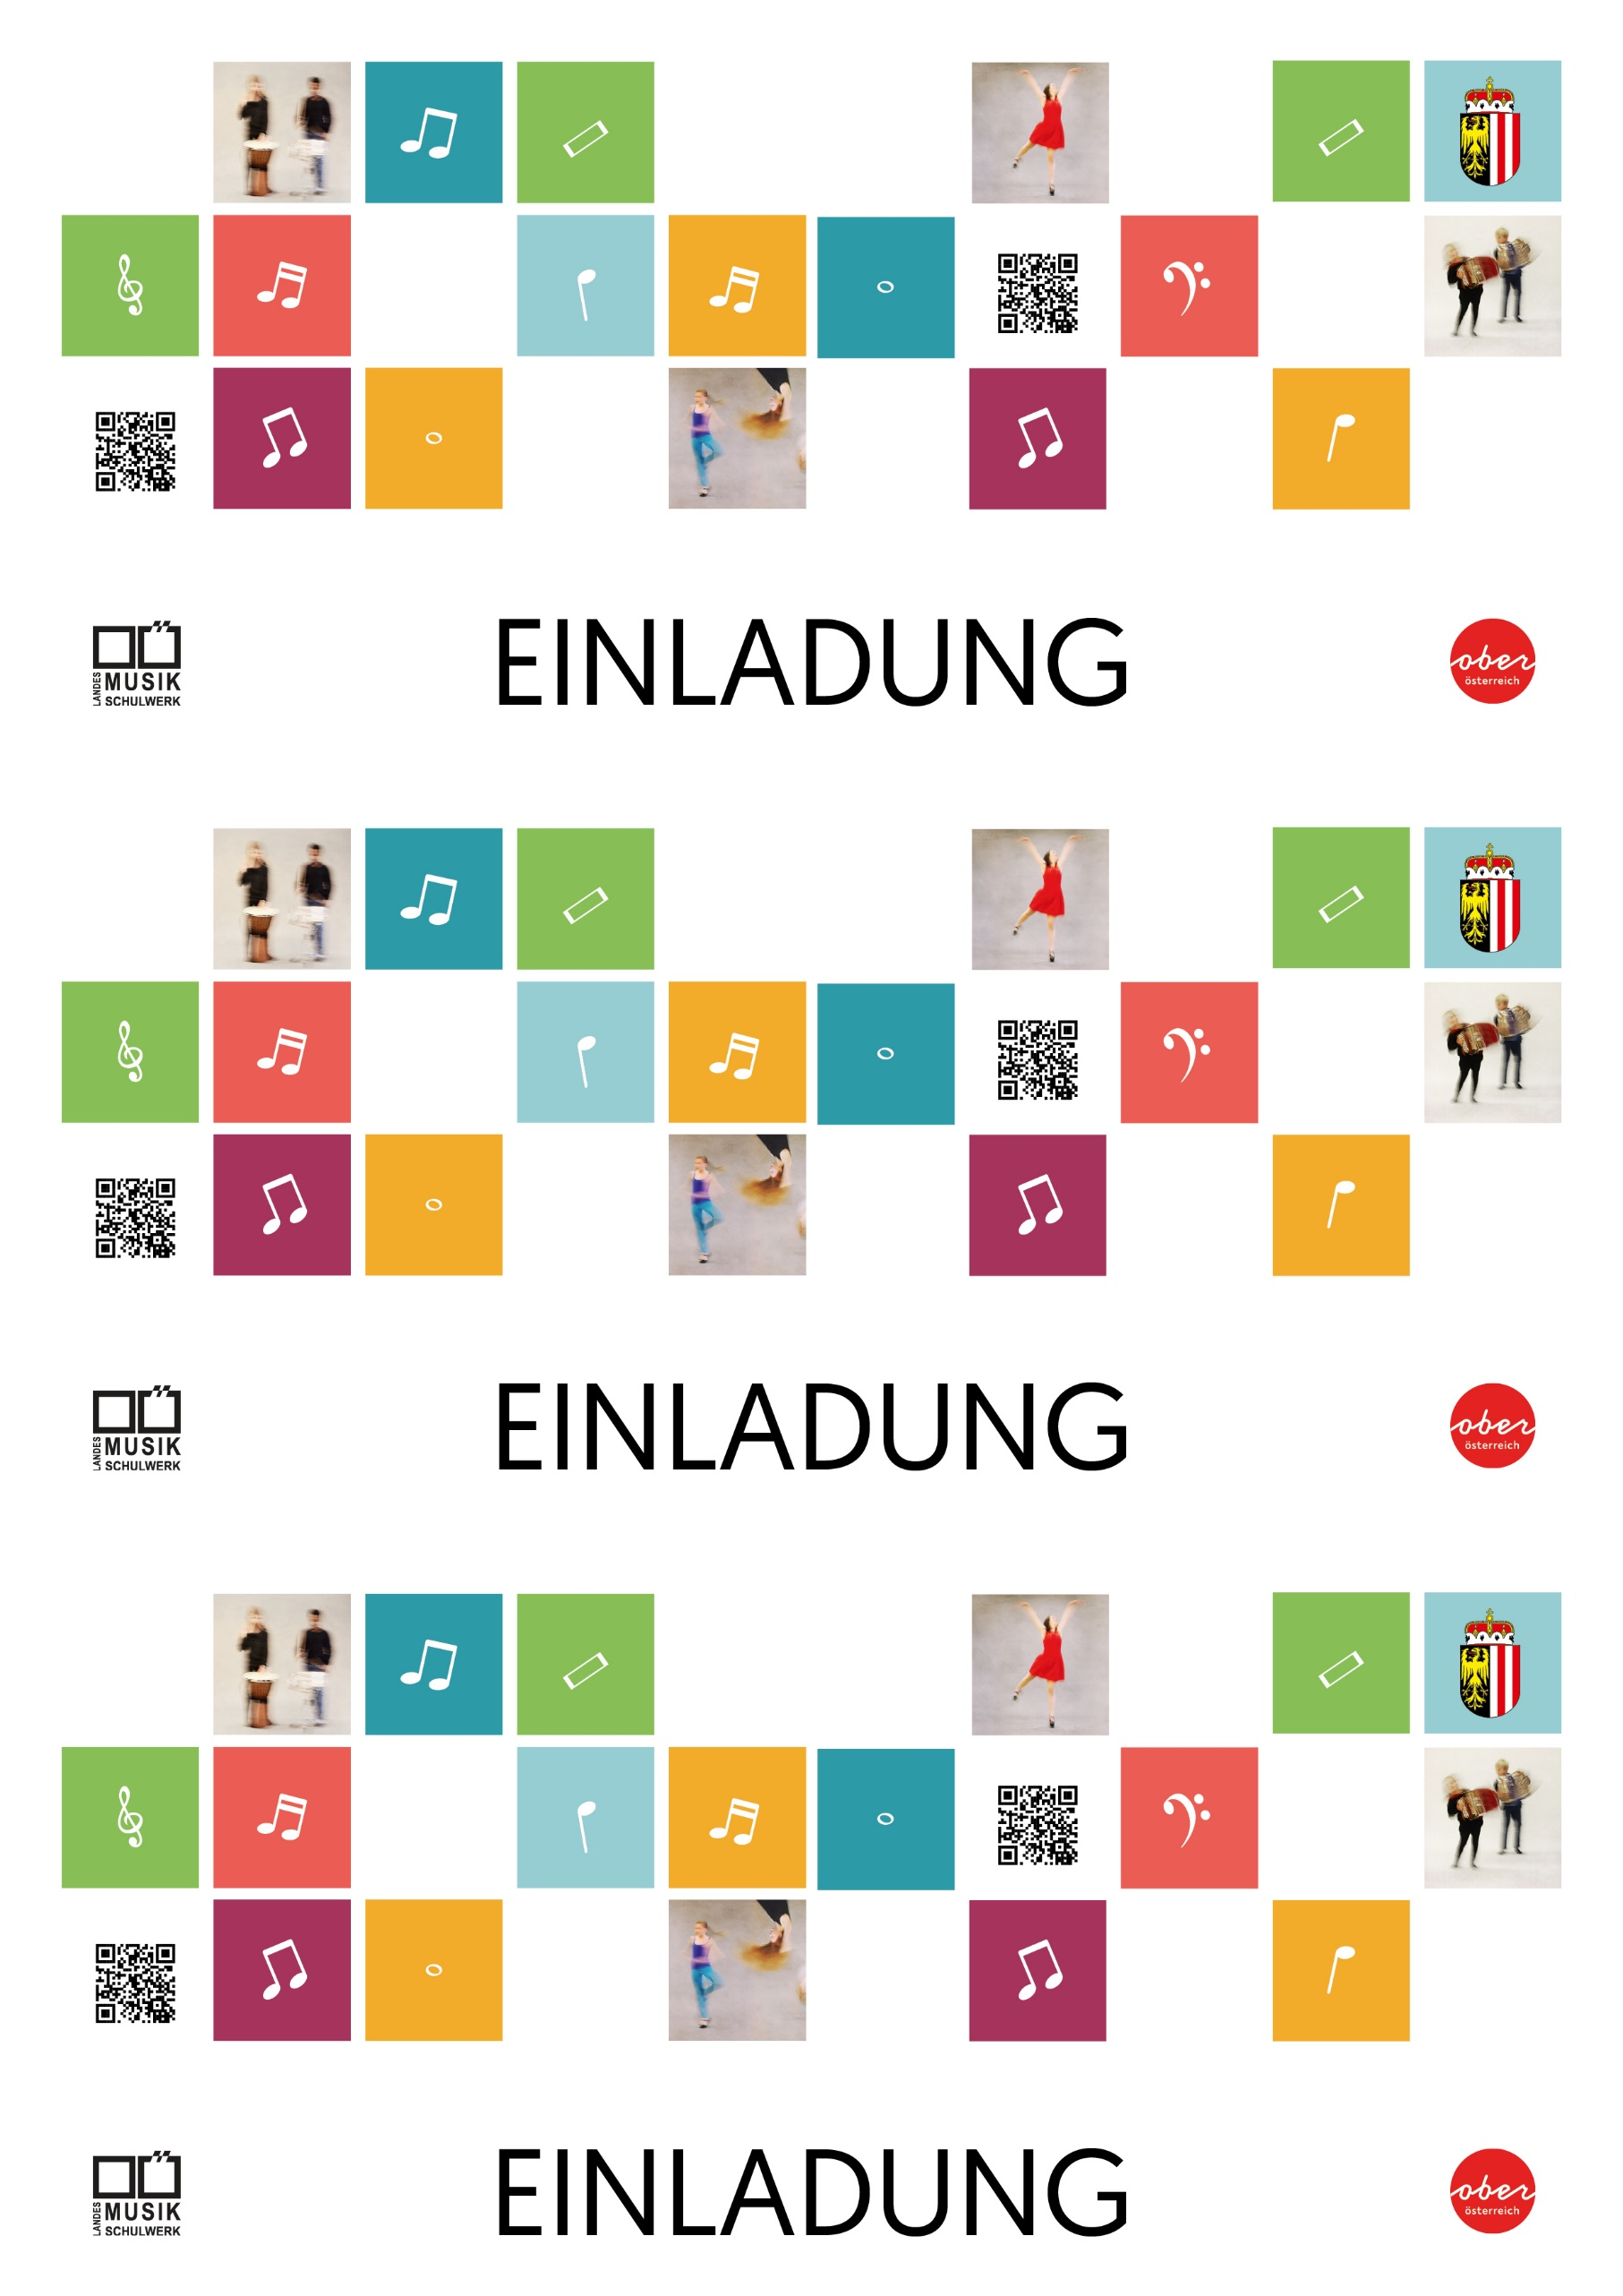 EINLADUNG
LANDES
MUSIK
SCHULWERK
ober
österreich
EINLADUNG
LANDES
MUSIK
SCHULWERK
ober
österreich
EINLADUNG
LANDES
MUSIK
SCHULWERK
ober
österreich